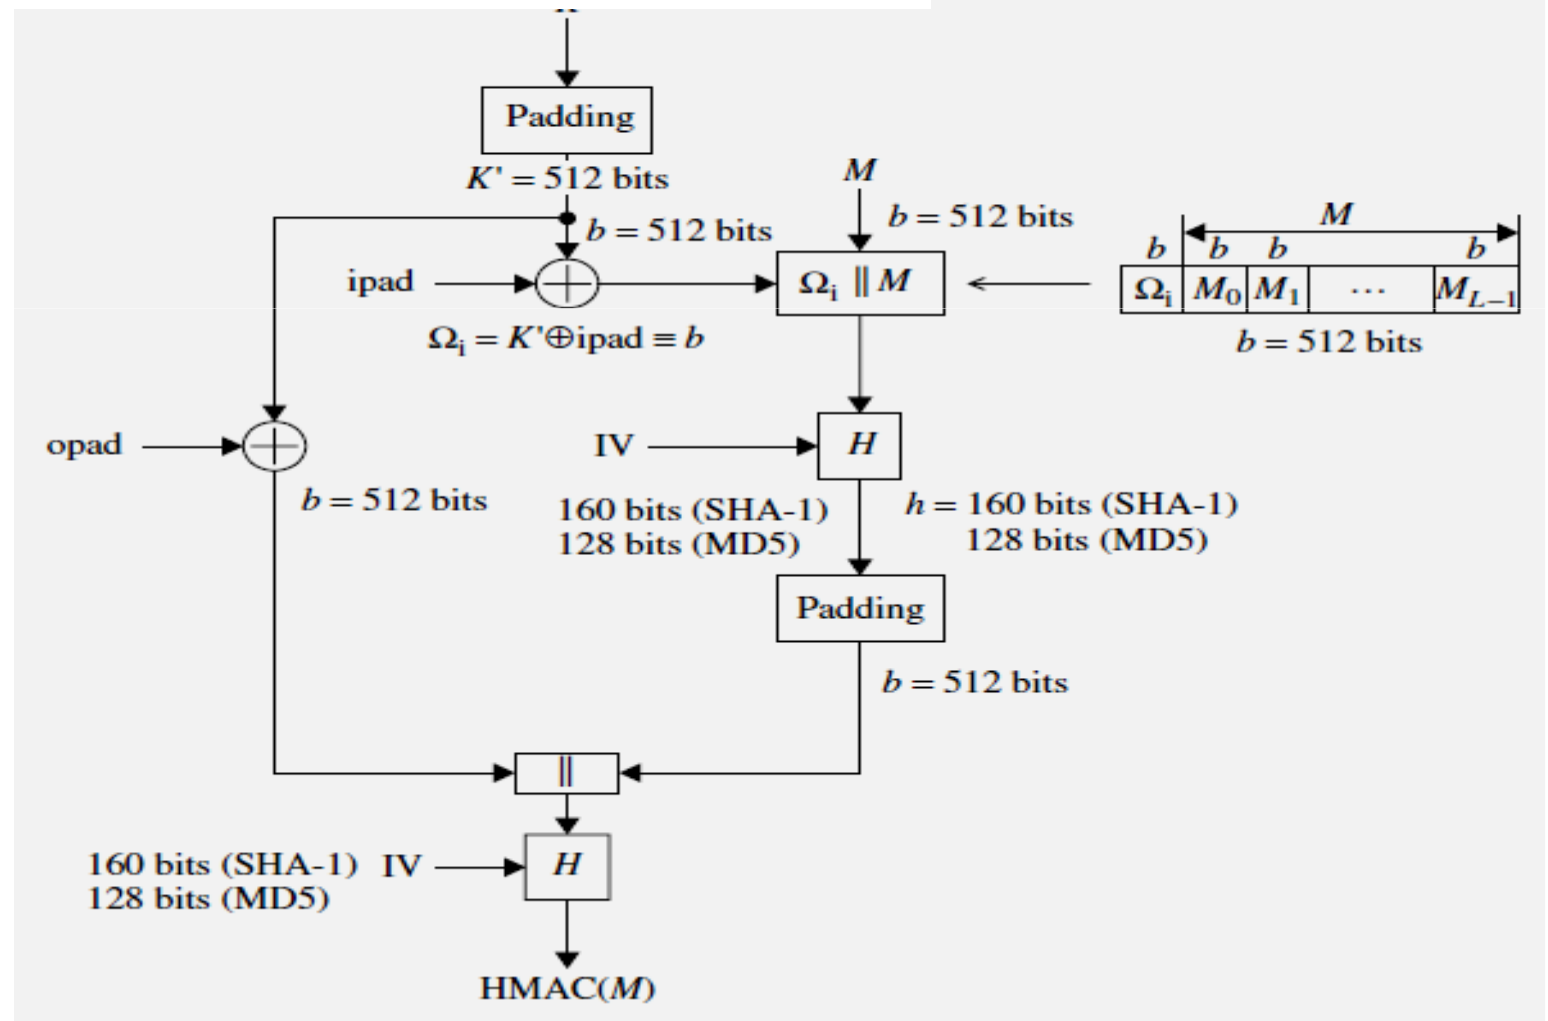 Padding
K' = 512 bits
M
b = 512 bits
b = 512 bits
M
b b b b
ipad
Ωi ‖ M
Ωi M0 M1 ⋯ ML−1
Ωi = K'⊕ipad ≡ b
b = 512 bits
opad
IV
H
b = 512 bits
160 bits (SHA-1)
128 bits (MD5)
h = 160 bits (SHA-1)
128 bits (MD5)
Padding
b = 512 bits
‖
160 bits (SHA-1) IV
128 bits (MD5)
H
HMAC(M)